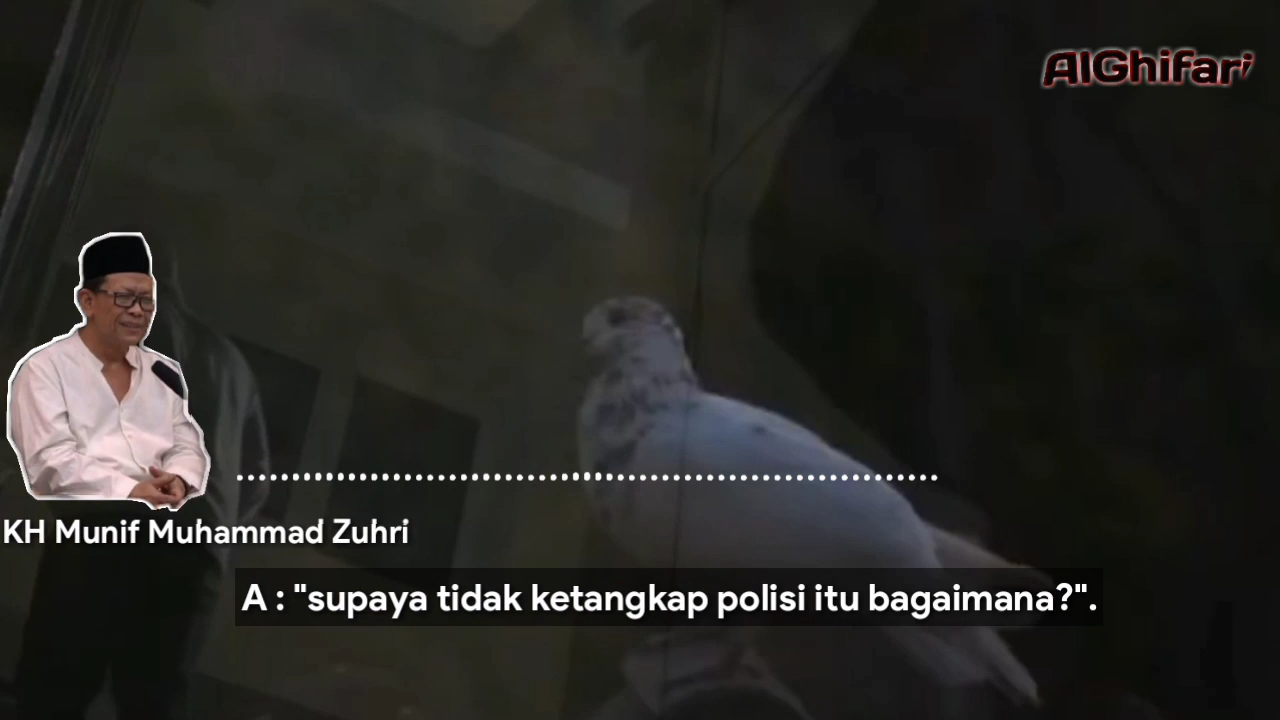 AlGhifari
KH Munif Muhammad Zuhri
A : "supaya tidak ketangkap polisi itu bagaimana?".